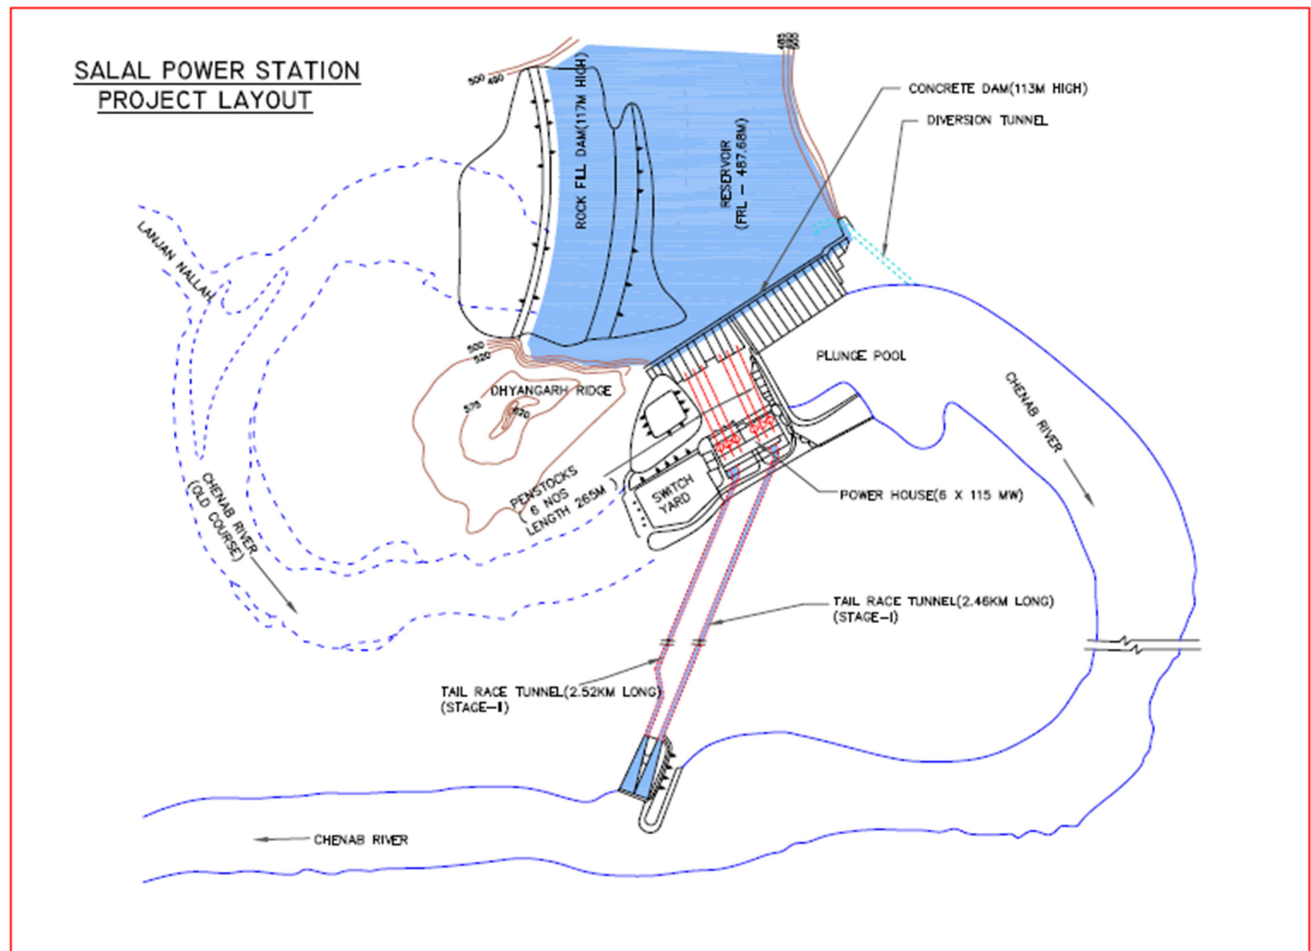 SALAL POWER STATION
PROJECT LAYOUT
500
490
ROCK FILL DAM(117M HIGH)
RESERVOIR
(FRL - 487.68M)
CONCRETE DAM(113M HIGH)
DIVERSION TUNNEL
LANJAN NALLAH
500
520
DHYANGARH RIDGE
575
620
PLUNGE POOL
CHENAB RIVER
CHENAB RIVER
(OLD COURSE)
PENSTOCKS
( 6 NOS
LENGTH 265M )
SWITCH
YARD
POWER HOUSE(6 X 115 MW)
TAIL RACE TUNNEL(2.46KM LONG)
(STAGE-I)
TAIL RACE TUNNEL(2.52KM LONG)
(STAGE-II)
CHENAB RIVER